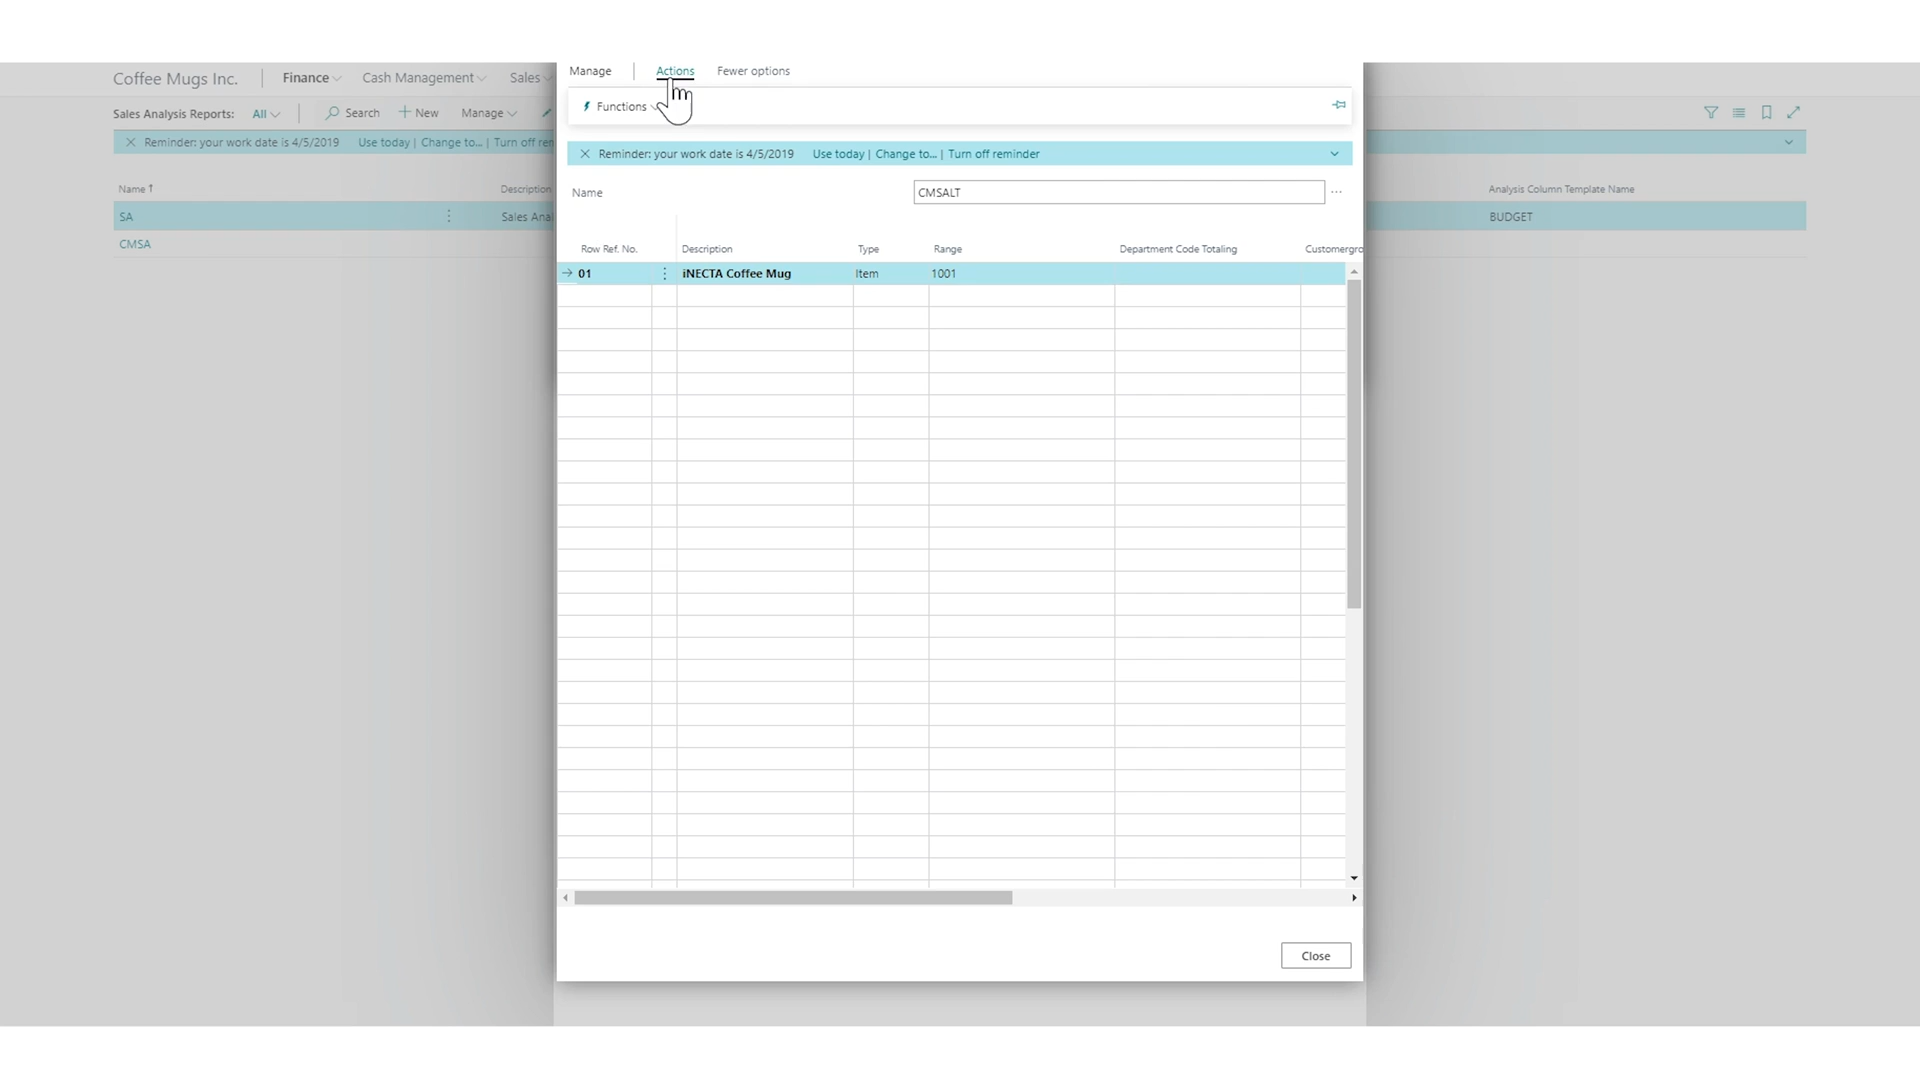 Manage | Actions Fewer options
Coffee Mugs Inc. | Finance Cash Management Sales
Functions
Sales Analysis Reports: All | Search + New Manage
Reminder: your work date is 4/5/2019 Use today | Change to... | Turn off rem
Reminder: your work date is 4/5/2019 Use today | Change to... | Turn off reminder
Name CMSALT ...
Name ↑ Description Analysis Column Template Name
SA Sales Anal BUDGET
CMSA
Row Ref. No. Description Type Range Department Code Totaling Customergro
→ 01 iNECTA Coffee Mug Item 1001
Close